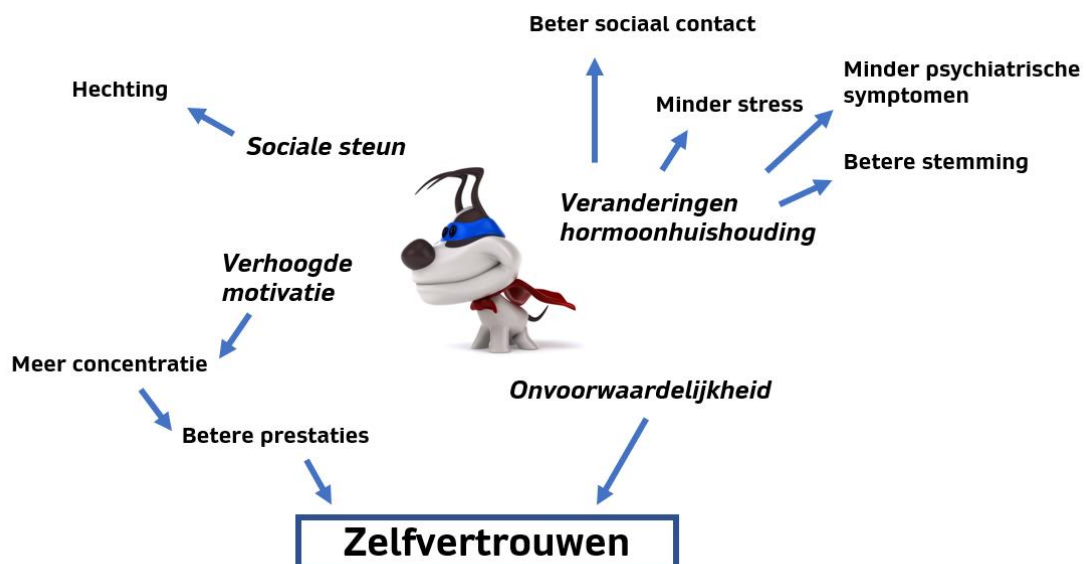 Beter sociaal contact
Hechting
Minder psychiatrische
symptomen
Minder stress
Sociale steun
Betere stemming
Veranderingen
hormoonhuishouding
Verhoogde
motivatie
Meer concentratie
Onvoorwaardelijkheid
Betere prestaties
Zelfvertrouwen